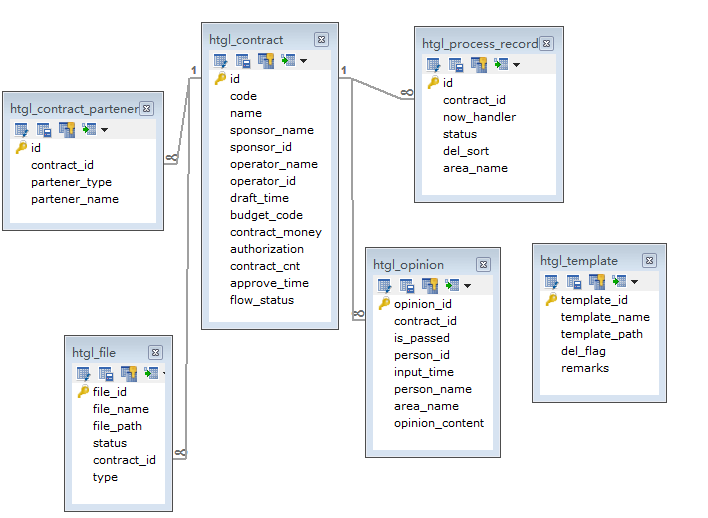 htgl_contract
id
code
name
sponsor_name
sponsor_id
operator_name
operator_id
draft_time
budget_code
contract_money
authorization
contract_cnt
approve_time
flow_status
htgl_process_record
id
contract_id
now_handler
status
del_sort
area_name
htgl_contract_partener
id
contract_id
partener_type
partener_name
1
1
∞
∞
htgl_opinion
opinion_id
contract_id
is_passed
person_id
input_time
person_name
area_name
opinion_content
∞
htgl_template
template_id
template_name
template_path
del_flag
remarks
htgl_file
file_id
file_name
file_path
status
contract_id
type
∞